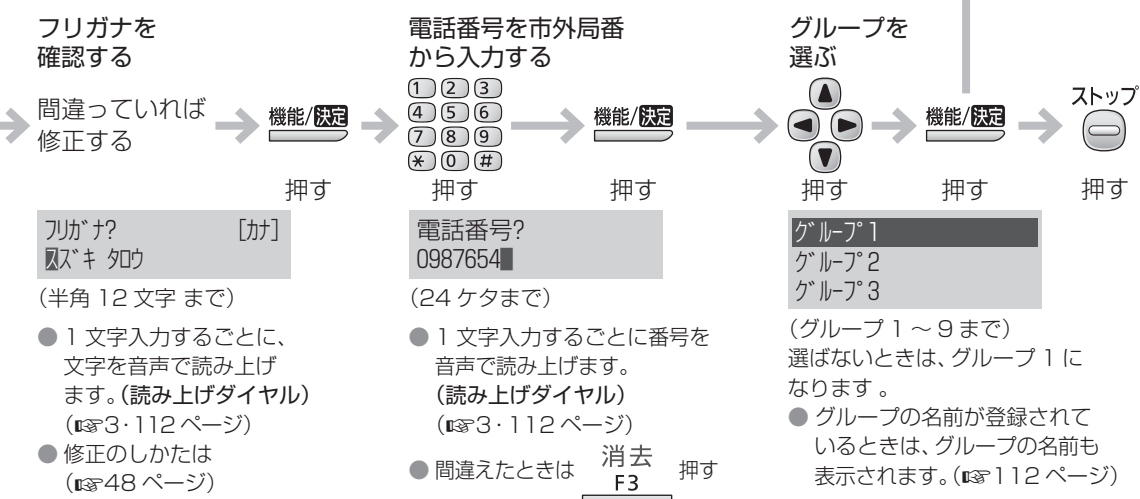 フリガナを
確認する
間違っていれば
修正する
機能/決定
押す
ﾌﾘｶﾞﾅ? [ｶﾅ]
ｽｽﾞｷ ﾀﾛｳ
（半角 12 文字 まで）
● 1 文字入力するごとに、
文字を音声で読み上げ
ます。（読み上げダイヤル）
（☞3・112 ページ）
● 修正のしかたは
（☞48 ページ）
電話番号を市外局番
から入力する
1 2 3
4 5 6
7 8 9
* 0 #
押す
機能/決定
押す
電話番号?
0987654
（24 ケタまで）
● 1 文字入力するごとに番号を
音声で読み上げます。
（読み上げダイヤル）
（☞3・112 ページ）
● 間違えたときは 消去 F3 押す
グループを
選ぶ
▲
◀ ▶
▼
押す
機能/決定
押す
ストップ
押す
ｸﾞﾙｰﾌﾟ1
ｸﾞﾙｰﾌﾟ2
ｸﾞﾙｰﾌﾟ3
（グループ 1 ～ 9 まで）
選ばないときは、グループ 1 に
なります 。
● グループの名前が登録されて
いるときは、グループの名前も
表示されます。（☞112 ページ）